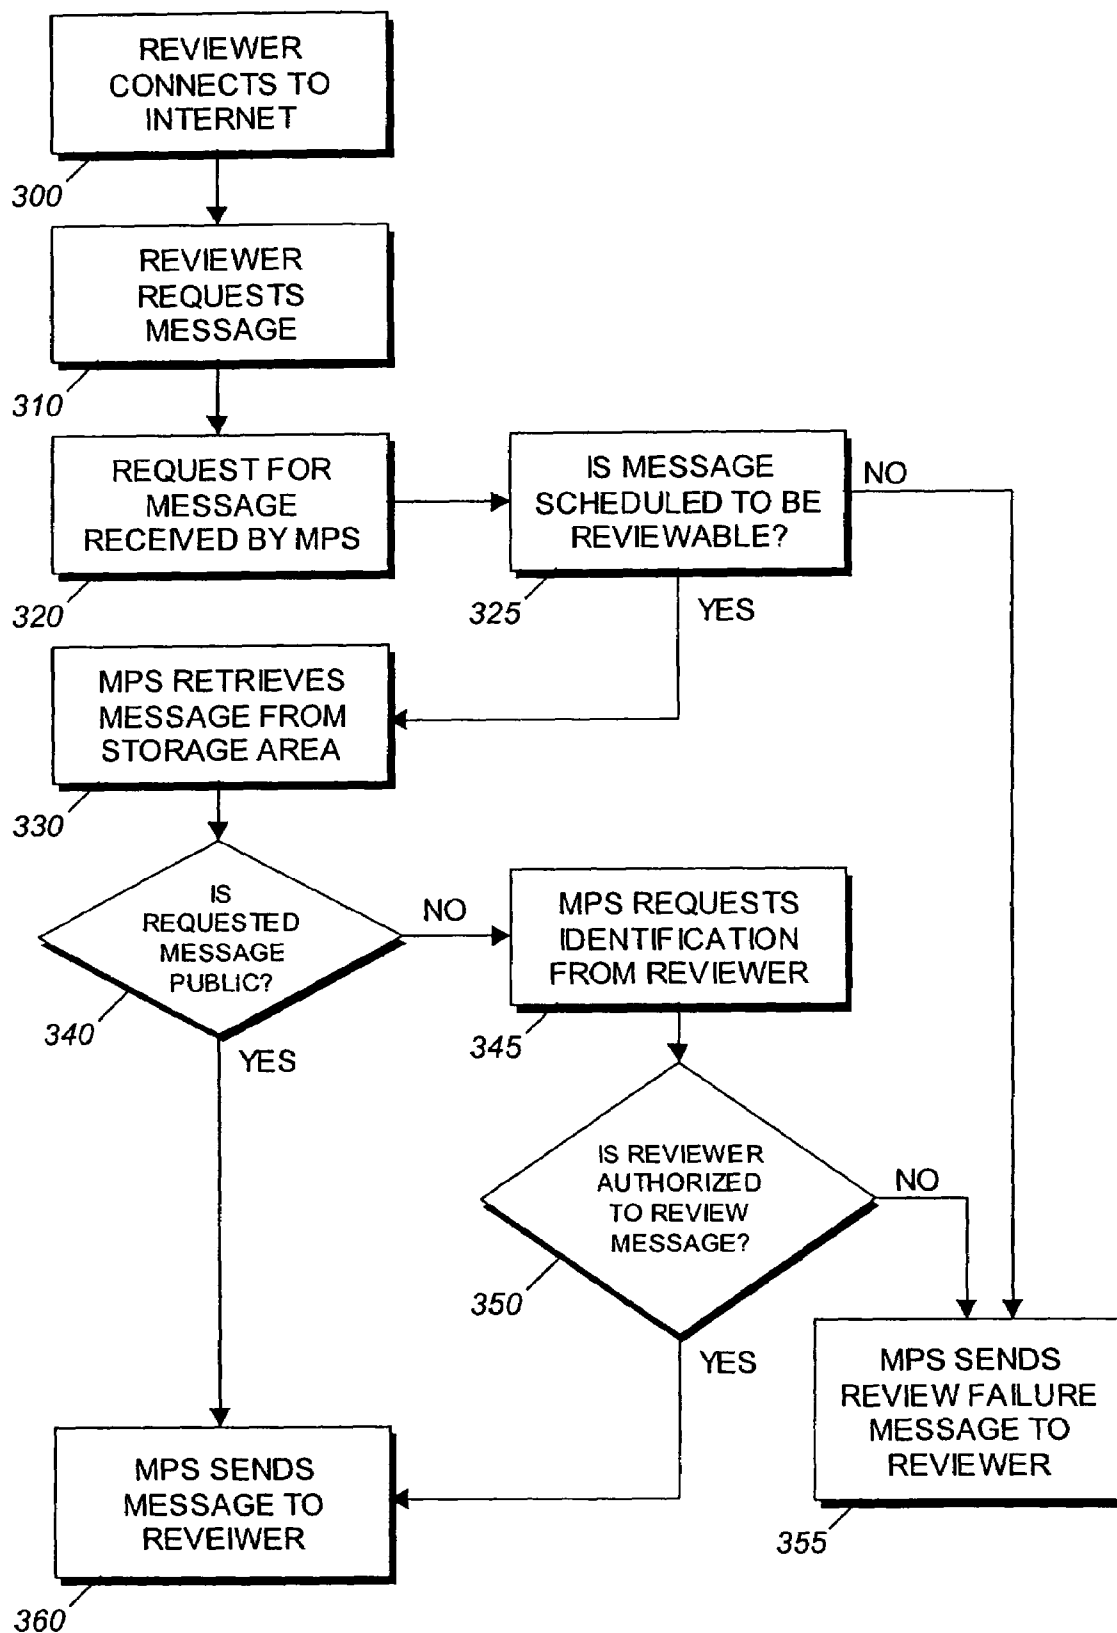 REVIEWER
CONNECTS TO
INTERNET
300
REVIEWER
REQUESTS
MESSAGE
310
REQUEST FOR
MESSAGE
RECEIVED BY MPS
320
IS MESSAGE
SCHEDULED TO BE
REVIEWABLE?
325
NO
YES
MPS RETRIEVES
MESSAGE FROM
STORAGE AREA
330
IS
REQUESTED
MESSAGE
PUBLIC?
340
NO
YES
MPS REQUESTS
IDENTIFICATION
FROM REVIEWER
345
IS REVIEWER
AUTHORIZED
TO REVIEW
MESSAGE?
350
NO
YES
MPS SENDS
REVIEW FAILURE
MESSAGE TO
REVIEWER
355
MPS SENDS
MESSAGE TO
REVEIWER
360